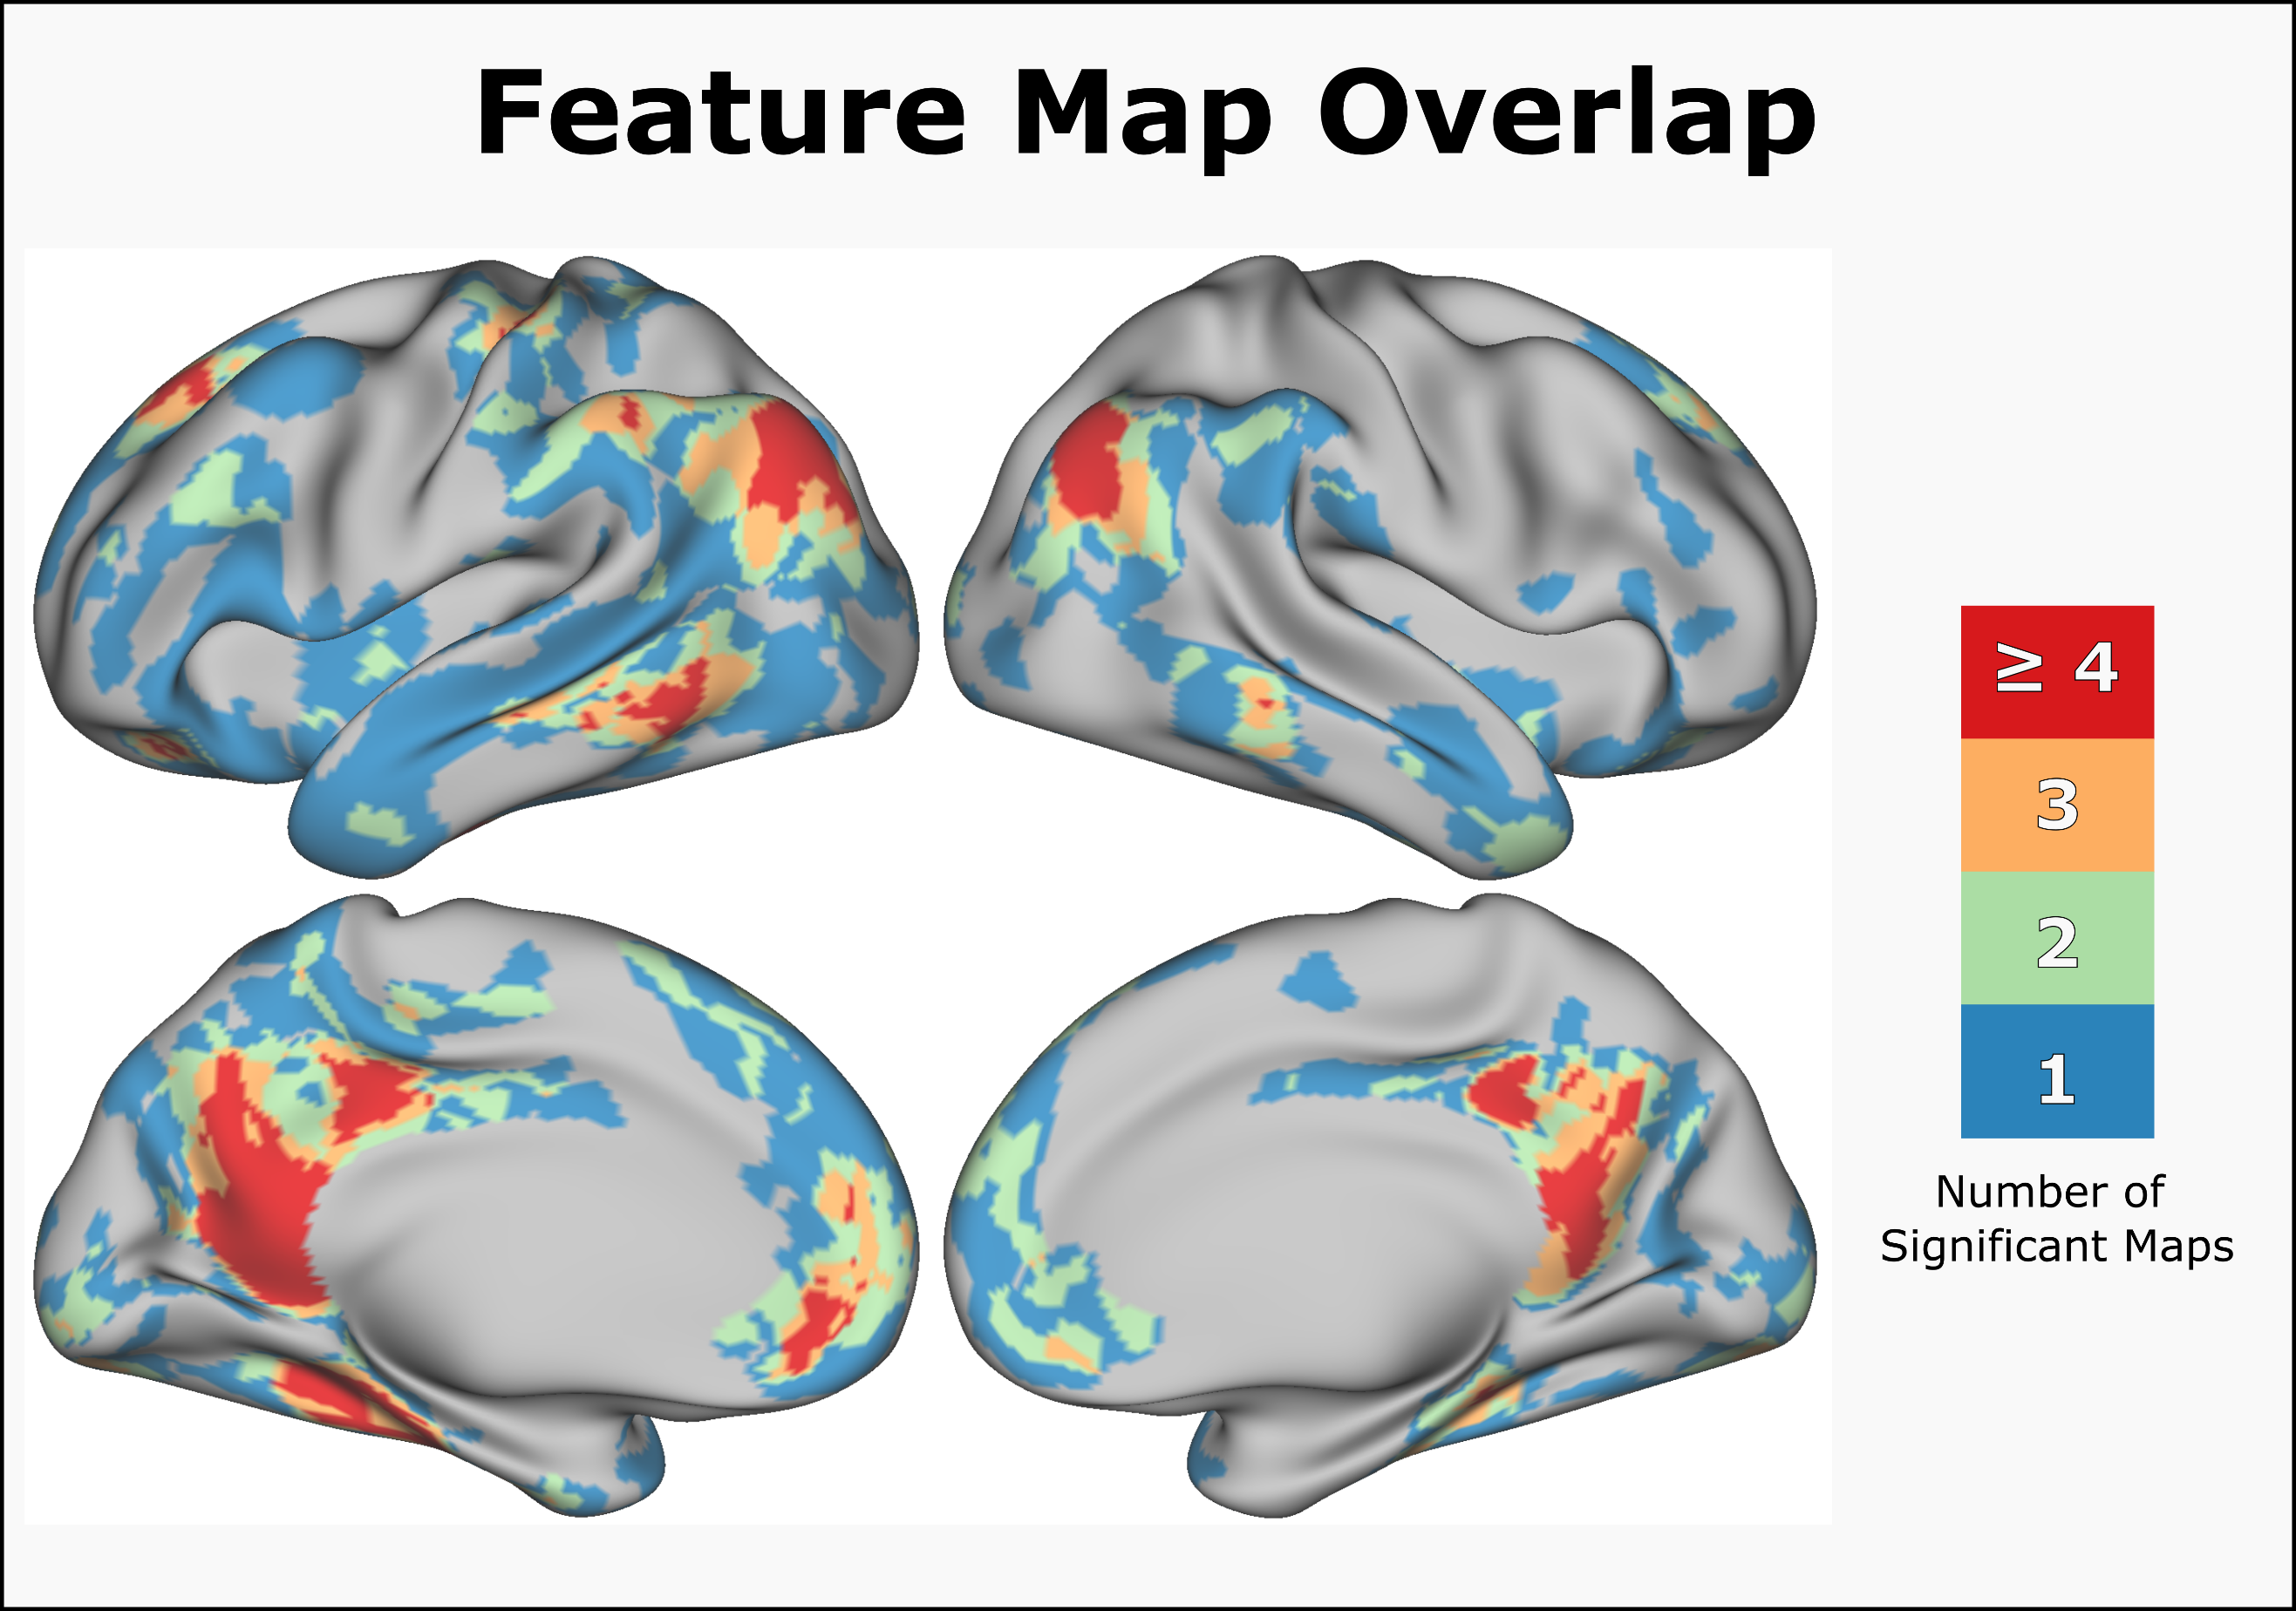 Feature Map Overlap
≥ 4
3
2
1
Number of
Significant Maps